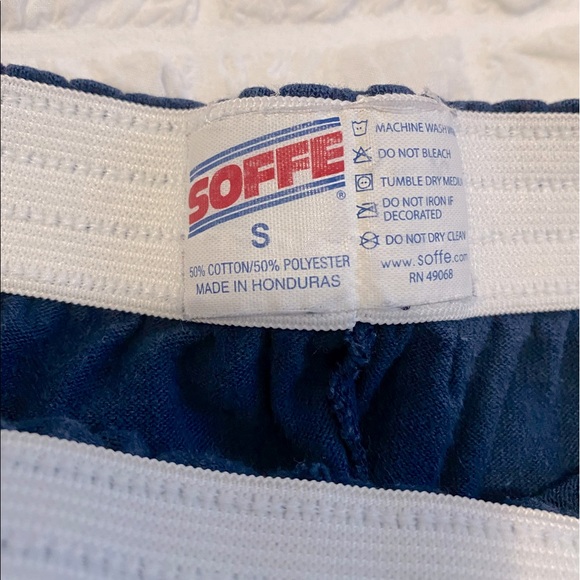 SOFFE
®
S
50% COTTON/50% POLYESTER
MADE IN HONDURAS
MACHINE WASH
DO NOT BLEACH
TUMBLE DRY MEDIU
DO NOT IRON IF
DECORATED
DO NOT DRY CLEAN
www.soffe.com
RN 49068